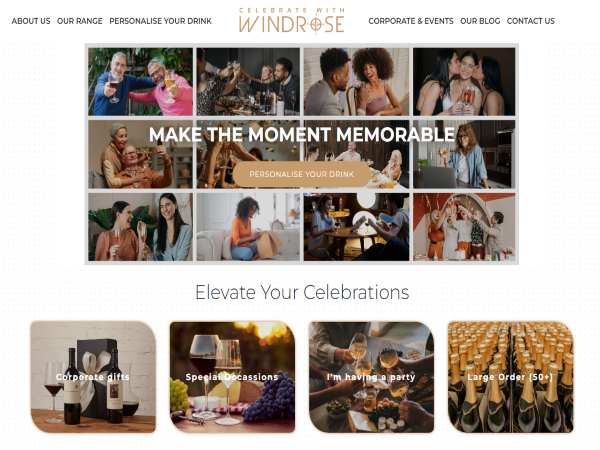 ABOUT US OUR RANGE PERSONALISE YOUR DRINK
CELEBRATE WITH
WINDROSE
CORPORATE & EVENTS OUR BLOG CONTACT US
MAKE THE MOMENT MEMORABLE
PERSONALISE YOUR DRINK
Elevate Your Celebrations
Corporate gifts
Special Occassions
I'm having a party
Large Order (50+)